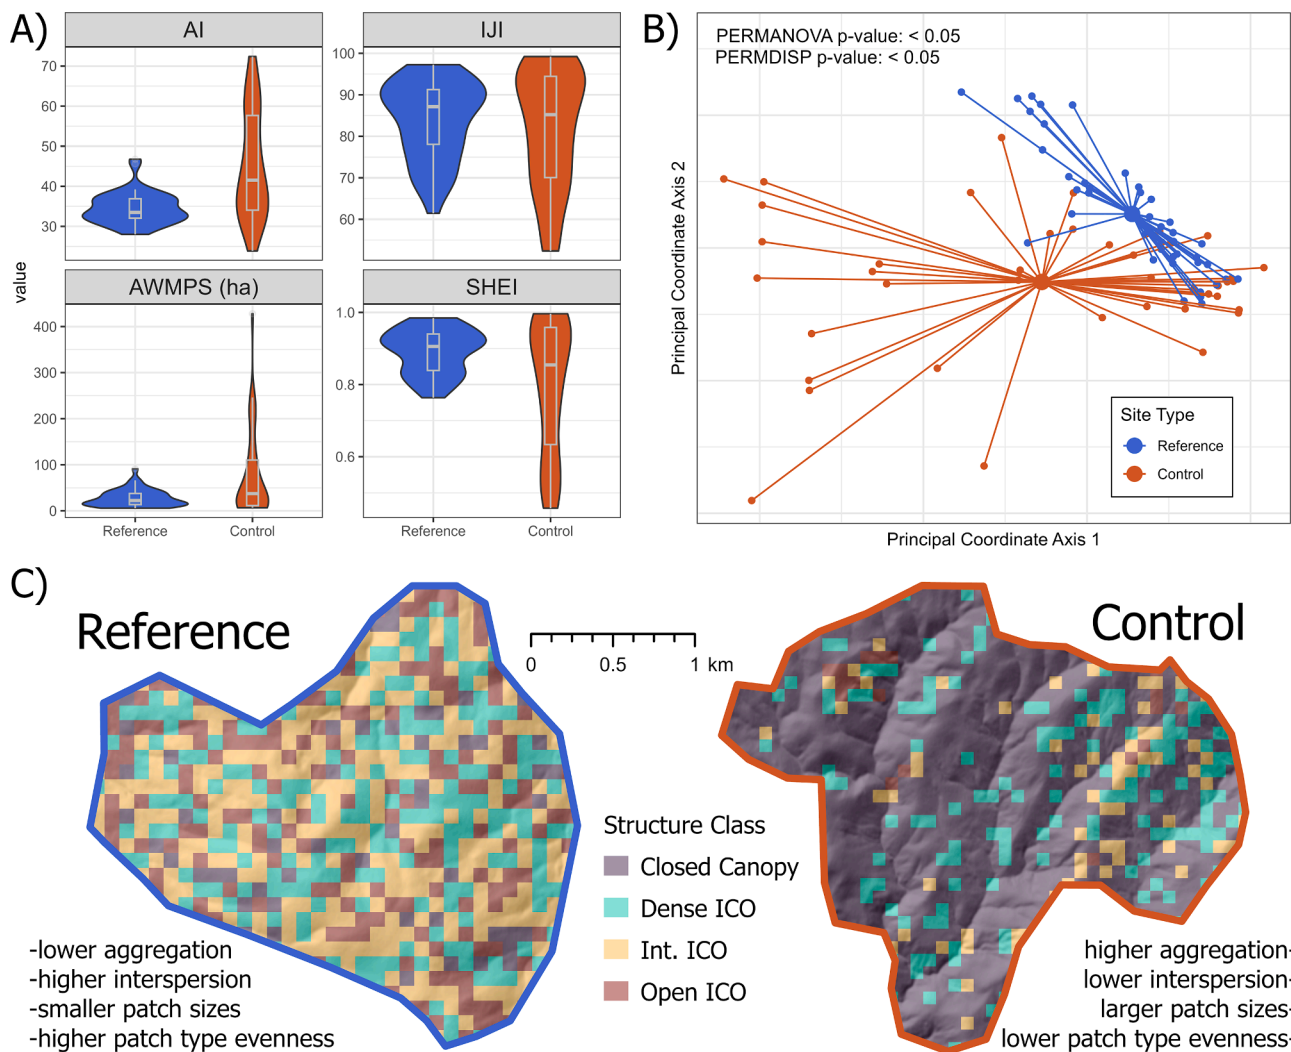 A)
AI
IJI
70
60
50
40
30
100
90
80
70
60
value
AWMPS (ha)
SHEI
400
300
200
100
0
1.0
0.8
0.6
Reference
Control
Reference
Control
B)
PERMANOVA p-value: < 0.05
PERMDISP p-value: < 0.05
Principal Coordinate Axis 2
Site Type
Reference
Control
Principal Coordinate Axis 1
C)
Reference
0 0.5 1 km
Control
Structure Class
Closed Canopy
Dense ICO
Int. ICO
Open ICO
-lower aggregation
-higher interspersion
-smaller patch sizes
-higher patch type evenness
higher aggregation-
lower interspersion-
larger patch sizes-
lower patch type evenness-